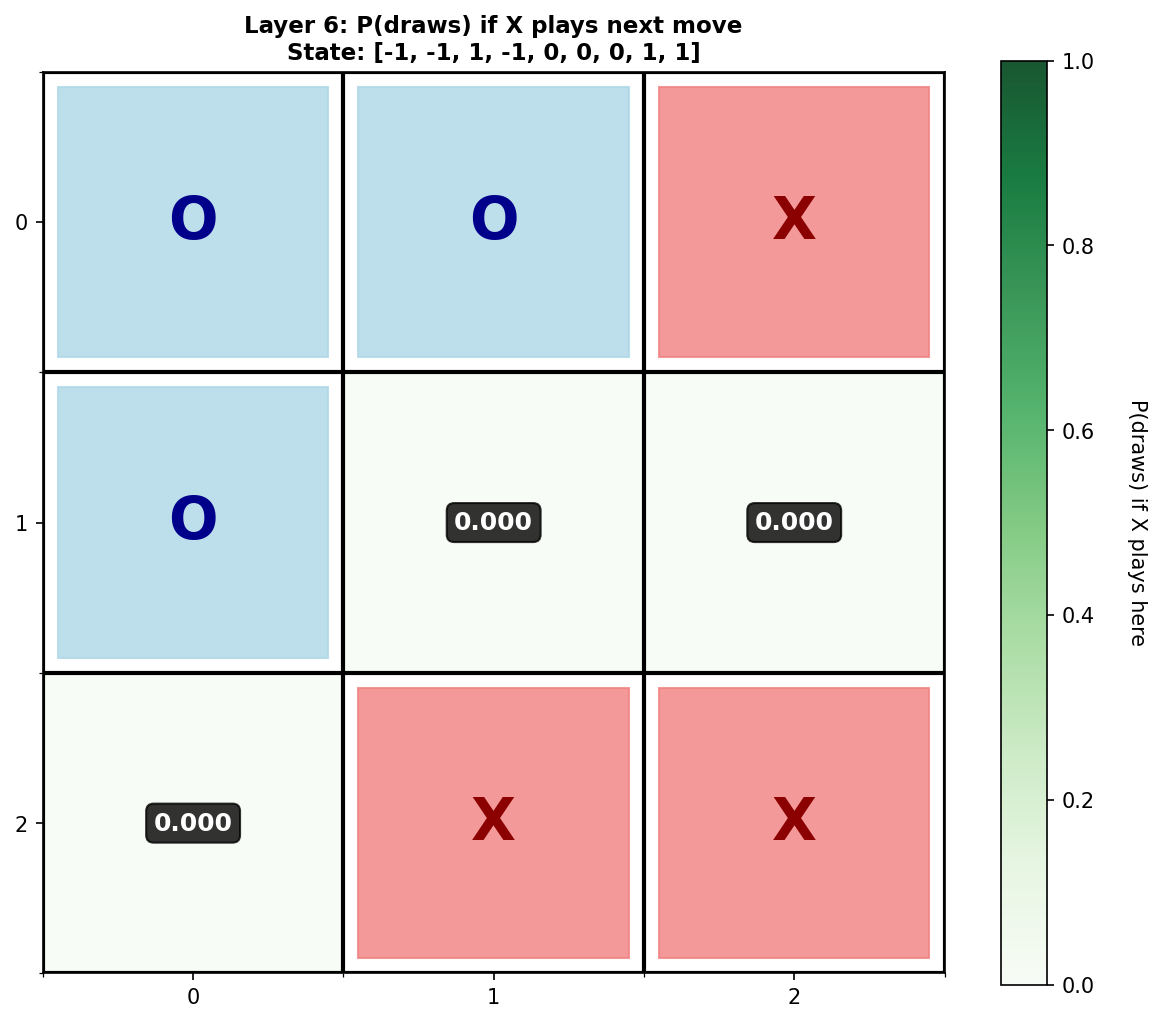 Layer 6: P(draws) if X plays next move
State: [-1, -1, 1, -1, 0, 0, 0, 1, 1]
0
O
O
X
1
O
0.000
0.000
2
0.000
X
X
0
1
2
1.0
0.8
0.6
0.4
0.2
0.0
P(draws) if X plays here